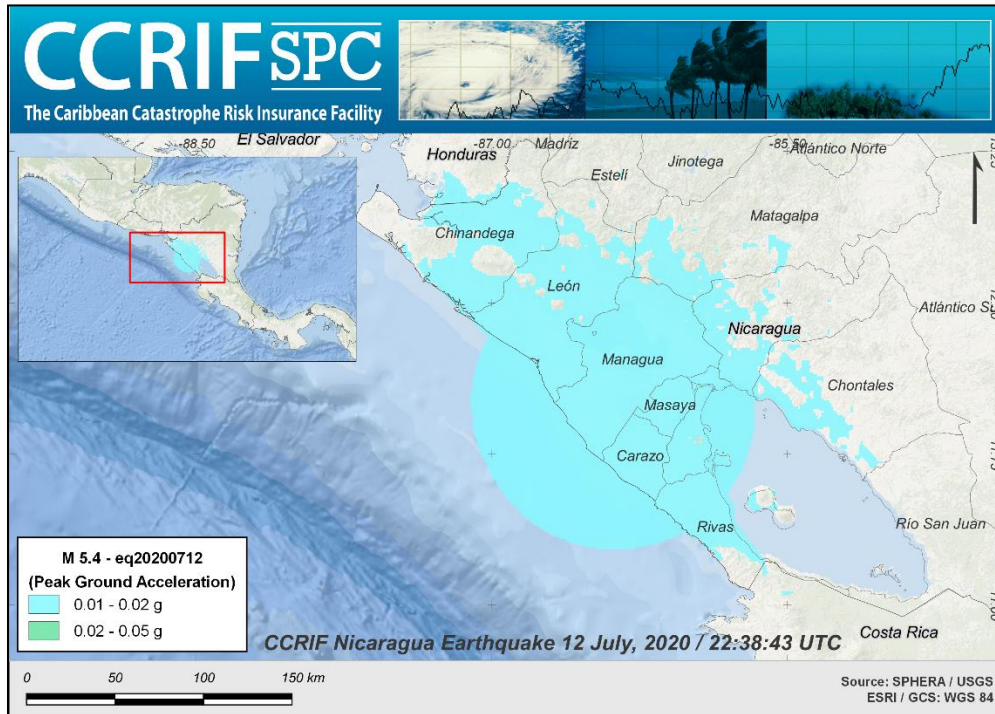 CCRIF SPC
The Caribbean Catastrophe Risk Insurance Facility
El Salvador
-88.50
Honduras
-87.00
Madríz
Jinotega
-85.50
Atlántico Norte
Estelí
Matagalpa
Chinandega
León
Atlántico S
Nicaragua
Managua
Chontales
Masaya
Carazo
Rivas
Río San Juan
Costa Rica
M 5.4 - eq20200712
(Peak Ground Acceleration)
0.01 - 0.02 g
0.02 - 0.05 g
CCRIF Nicaragua Earthquake 12 July, 2020 / 22:38:43 UTC
0 50 100 150 km
Source: SPHERA / USGS
ESRI / GCS: WGS 84